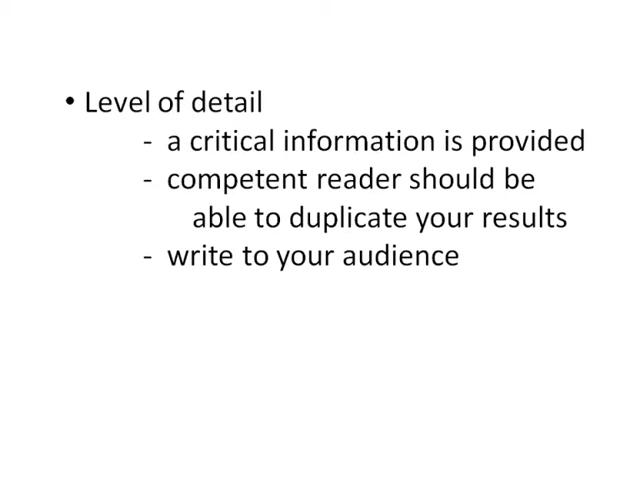 • Level of detail
- a critical information is provided
- competent reader should be
able to duplicate your results
- write to your audience